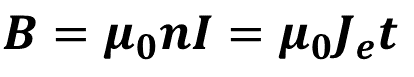 B = μ₀nI = μ₀Jₑt